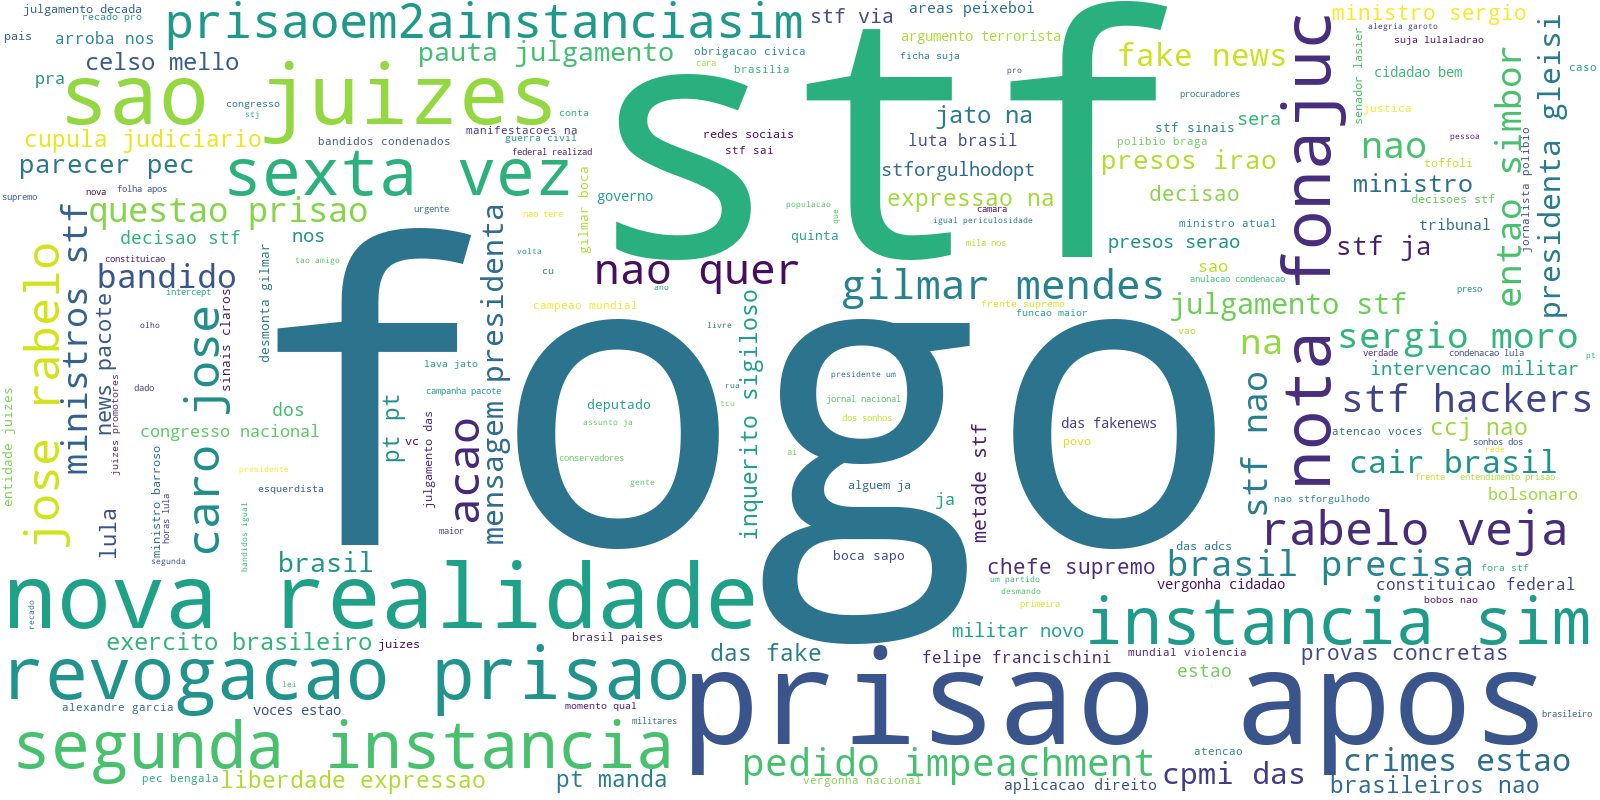 julgamento decada
recado pro
pais
arroba nos
prisaoem2ainstanciasim
stf via
areas peixeboi
argumento terrorista
ministro sergio
alegria garoto
suja lulaladrao
celso mello
pauta julgamento
obrigacao civica
cara
brasilia
ficha suja
pro
fake news
pra
sao juizes
stf
congresso
stj
conta
procuradores
cidadao bem
senador lasier
caso
justica
cupula judiciario
bandidos condenados
manifestacoes na
guerra civil
federal realizad
redes sociais
stf sai
jato na
luta brasil
sera
stf sinais
polibio braga
nao
pessoa
toffoli
jornalista polibio
entao simbor
presidenta gleisi
nota fonajuc
parecer pec
sexta vez
stforgulhodopt
presos irao
supremo
nova
folha apos
governo
expressao na
decisao
ministro
decisoes stf
questao prisao
urgente
nao tere
gilmar boca
populacao
que
camara
igual periculosidade
ministro atual
tribunal
decisao stf
nos
quinta
mila nos
presos serao
stf ja
constituicao
tao amigo
volta
desmonta gilmar
bandido
cu
nao quer
sao
anulacao condenacao
intercept
ano
gilmar mendes
preso
campeao mundial
frente supremo
funcao maior
julgamento stf
jose rabelo
ministros stf
news pacote
olho
caro jose
sinais claros
fogo
livre
inquerito sigiloso
na
vao
sergio moro
verdade
condenacao lula
pt
lava jato
mensagem presidenta
presidente um
intervencao militar
dado
campanha pacote
rua
tcu
jornal nacional
stf hackers
entidade juizes
juizes promotores
dos
pt pt
vc
julgamento das
acao
deputado
assunto ja
dos sonhos
das fakenews
povo
stf nao
congresso nacional
atencao voces
ccj nao
sonhos dos
rede
metade stf
ai
presidente
conservadores
cair brasil
frente
entendimento prisao
lula
ministro barroso
horas lula
esquerdista
gente
alguem ja
ja
nao stforgulhodo
bolsonaro
bandidos igual
segunda
maior
rabelo veja
brasil
boca sapo
das adcs
chefe supremo
brasil precisa
fora stf
nova realidade
um partido
desmando
primeira
vergonha cidadao
constituicao federal
bobos nao
recado
instancia sim
exercito brasileiro
juizes
brasil paises
militar novo
das fake
felipe francischini
mundial violencia
provas concretas
estao
revogacao prisao
lei
prisao apos
alexandre garcia
voces estao
momento qual
militares
brasileiro
segunda instancia
pedido impeachment
atencao
crimes estao
pec bengala
liberdade expressao
pt manda
vergonha nacional
aplicacao direito
cpmi das
brasileiros nao